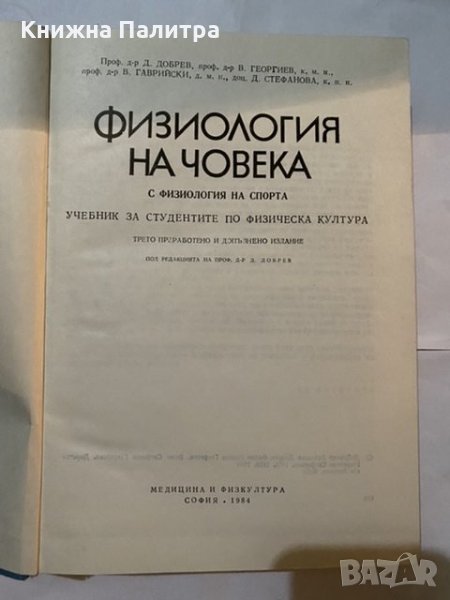 Книжна Палитра
Проф. д-р Д. ДОБРЕВ, проф. д-р В. ГЕОРГИЕВ, к. м. н.,
проф. д-р В. ГАВРИЙСКИ, д. м. н., доц. Д. СТЕФАНОВА, к. п. н.
ФИЗИОЛОГИЯ
НА ЧОВЕКА
С ФИЗИОЛОГИЯ НА СПОРТА
УЧЕБНИК ЗА СТУДЕНТИТЕ ПО ФИЗИЧЕСКА КУЛТУРА
ТРЕТО ПРЕРАБОТЕНО И ДОПЪЛНЕНО ИЗДАНИЕ
ПОД РЕДАКЦИЯТА НА ПРОФ. Д-Р Д. ДОБРЕВ
МЕДИЦИНА И ФИЗКУЛТУРА
СОФИЯ • 1984
BAZAR